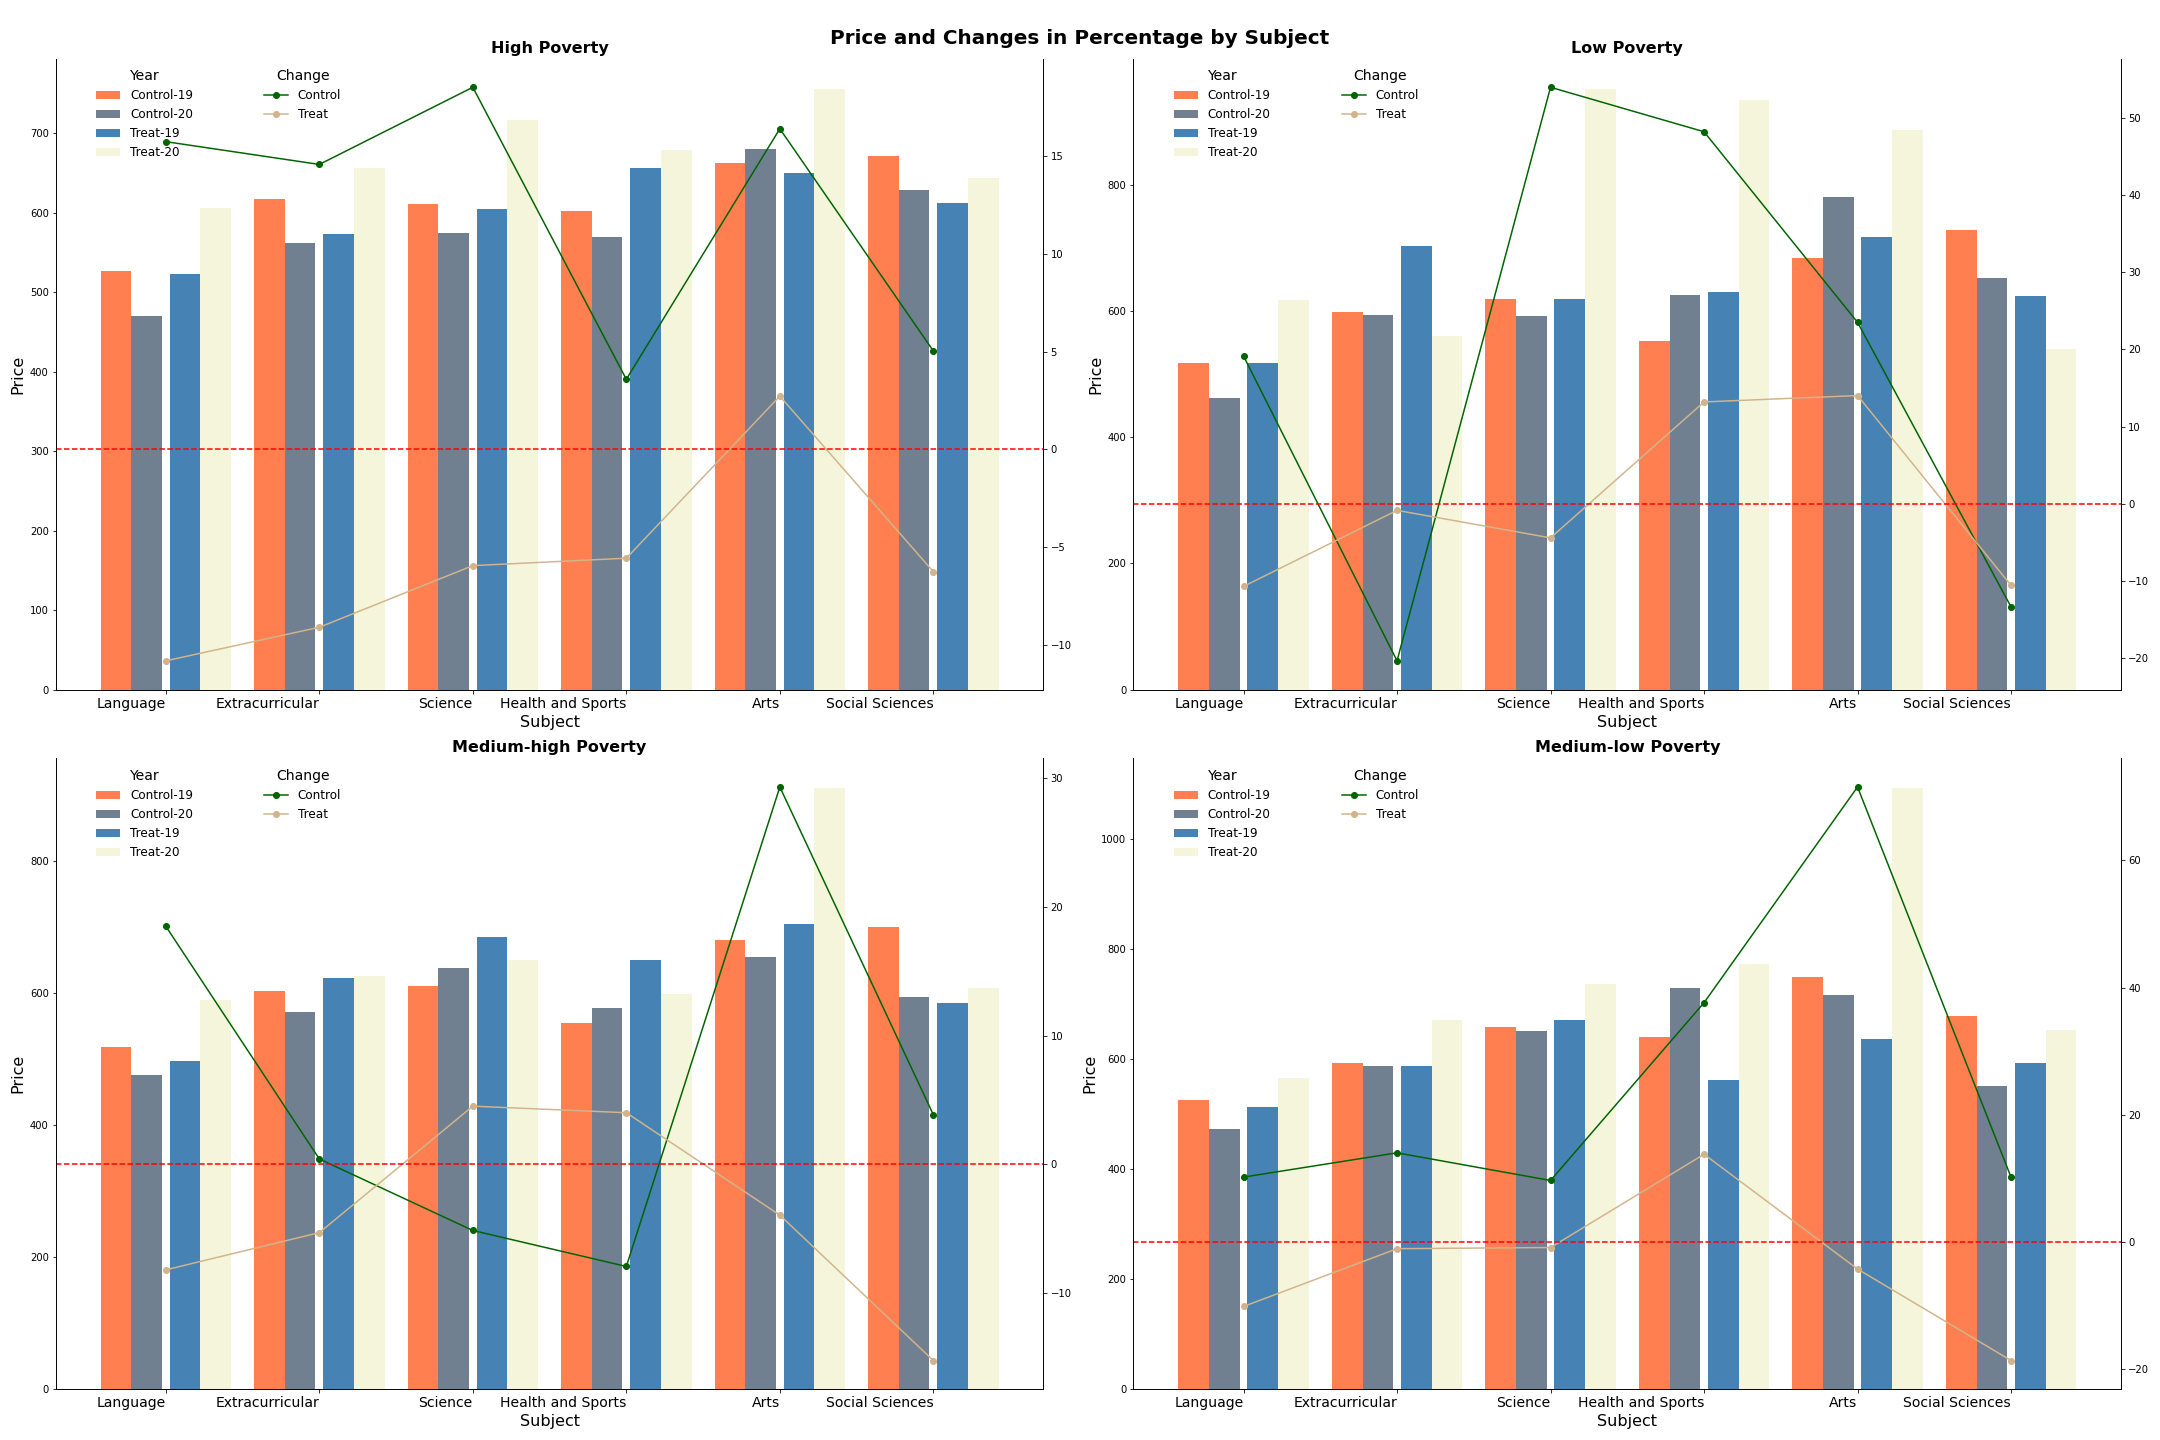 Price and Changes in Percentage by Subject
High Poverty
Year
Control-19
Control-20
Treat-19
Treat-20
Change
Control
Treat
Price
700
600
500
400
300
200
100
0
15
10
5
0
−5
−10
Language
Extracurricular
Science
Health and Sports
Arts
Social Sciences
Subject
Low Poverty
Year
Control-19
Control-20
Treat-19
Treat-20
Change
Control
Treat
Price
800
600
400
200
0
50
40
30
20
10
0
−10
−20
Language
Extracurricular
Science
Health and Sports
Arts
Social Sciences
Subject
Medium-high Poverty
Year
Control-19
Control-20
Treat-19
Treat-20
Change
Control
Treat
Price
800
600
400
200
0
30
20
10
0
−10
Language
Extracurricular
Science
Health and Sports
Arts
Social Sciences
Subject
Medium-low Poverty
Year
Control-19
Control-20
Treat-19
Treat-20
Change
Control
Treat
Price
1000
800
600
400
200
0
60
40
20
0
−20
Language
Extracurricular
Science
Health and Sports
Arts
Social Sciences
Subject